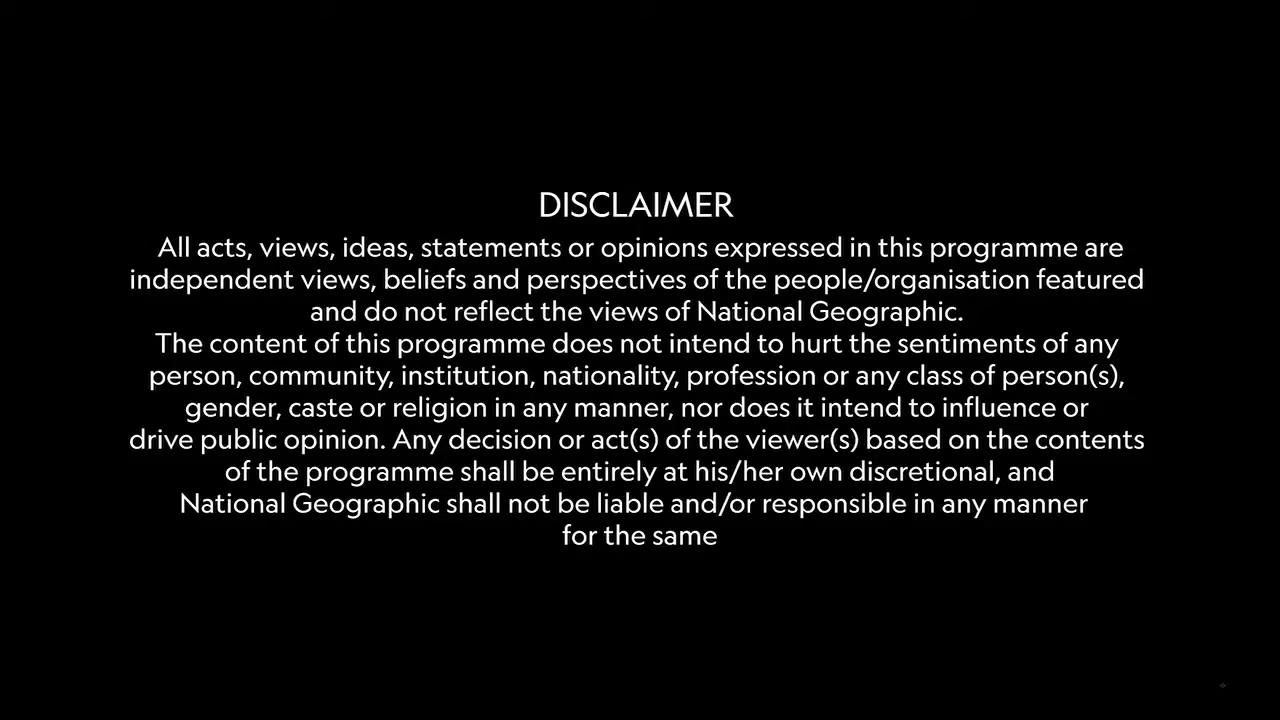 DISCLAIMER
All acts, views, ideas, statements or opinions expressed in this programme are
independent views, beliefs and perspectives of the people/organisation featured
and do not reflect the views of National Geographic.
The content of this programme does not intend to hurt the sentiments of any
person, community, institution, nationality, profession or any class of person(s),
gender, caste or religion in any manner, nor does it intend to influence or
drive public opinion. Any decision or act(s) of the viewer(s) based on the contents
of the programme shall be entirely at his/her own discretional, and
National Geographic shall not be liable and/or responsible in any manner
for the same